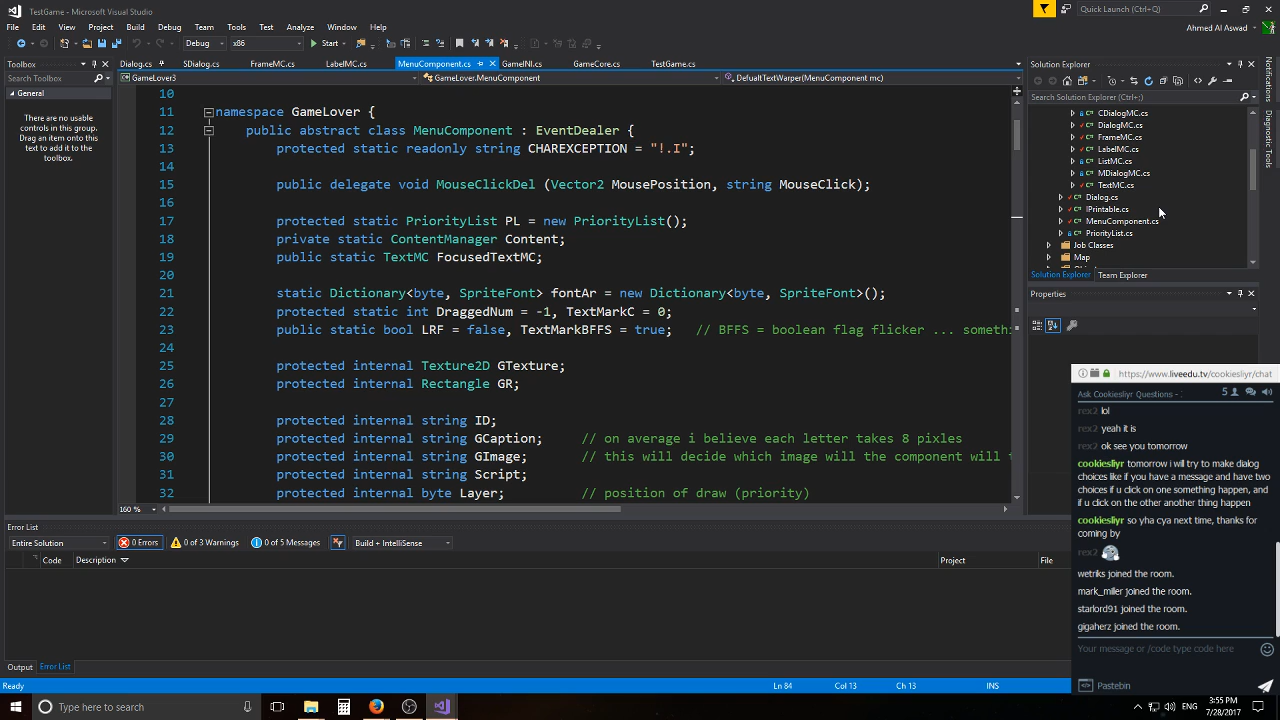 TestGame - Microsoft Visual Studio
Quick Launch (Ctrl+Q)
File Edit View Project Build Debug Team Tools Test Analyze Window Help
Ahmed Al Aswad
Debug x86 Start
Toolbox
Search Toolbox
General
There are no usable
controls in this group.
Drag an item onto this
text to add it to the
toolbox.
Dialog.cs SDialog.cs FrameMC.cs LabelMC.cs MenuComponent.cs GameINI.cs GameCore.cs TestGame.cs
GameLover3 GameLover.MenuComponent DefualtTextWarper(MenuComponent mc)
10
11 namespace GameLover {
12 public abstract class MenuComponent : EventDealer {
13 protected static readonly string CHAREXCEPTION = "!.I";
14
15 public delegate void MouseClickDel (Vector2 MousePosition, string MouseClick);
16
17 protected static PriorityList PL = new PriorityList();
18 private static ContentManager Content;
19 public static TextMC FocusedTextMC;
20
21 static Dictionary<byte, SpriteFont> fontAr = new Dictionary<byte, SpriteFont>();
22 protected static int DraggedNum = -1, TextMarkC = 0;
23 public static bool LRF = false, TextMarkBFFS = true; // BFFS = boolean flag flicker ... somethi
24
25 protected internal Texture2D GTexture;
26 protected internal Rectangle GR;
27
28 protected internal string ID;
29 protected internal string GCaption; // on average i believe each letter takes 8 pixles
30 protected internal string GImage; // this will decide which image will the component will
31 protected internal string Script;
32 protected internal byte Layer; // position of draw (priority)
160 %
Solution Explorer
Search Solution Explorer (Ctrl+;)
CDialogMC.cs
DialogMC.cs
FrameMC.cs
LabelMC.cs
ListMC.cs
MDialogMC.cs
TextMC.cs
Dialog.cs
IPrintable.cs
MenuComponent.cs
PriorityList.cs
Job Classes
Map
Solution Explorer Team Explorer
Properties
Notifications
Diagnostic Tools
Error List
Entire Solution 0 Errors 0 of 3 Warnings 0 of 5 Messages Build + IntelliSense
Code Description Project File
Output Error List
Ready Ln 84 Col 13 Ch 13 INS
https://www.liveedu.tv/cookiesliyr/chat
Ask Cookiesliyr Questions - 5
rex2 lol
rex2 yeah it is
rex2 ok see you tomorrow
cookiesliyr tomorrow i will try to make dialog
choices like if you have a message and have two
choices if u click on one something happen, and
if u click on the other another thing happen
cookiesliyr so yha cya next time, thanks for
coming by
rex2
wetriks joined the room.
mark_miller joined the room.
starlord91 joined the room.
gigaherz joined the room.
Your message or /code type code here
Pastebin
Type here to search
ENG
3:55 PM
7/28/2017